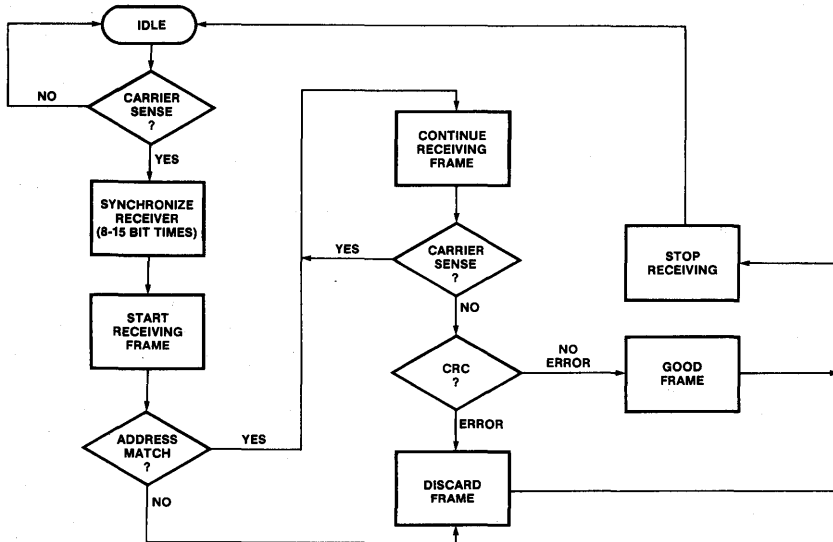 IDLE
NO
CARRIER
SENSE
?
YES
SYNCHRONIZE
RECEIVER
(8-15 BIT TIMES)
START
RECEIVING
FRAME
ADDRESS
MATCH
?
YES
NO
CONTINUE
RECEIVING
FRAME
CARRIER
SENSE
?
YES
NO
CRC
?
NO
ERROR
ERROR
DISCARD
FRAME
GOOD
FRAME
STOP
RECEIVING